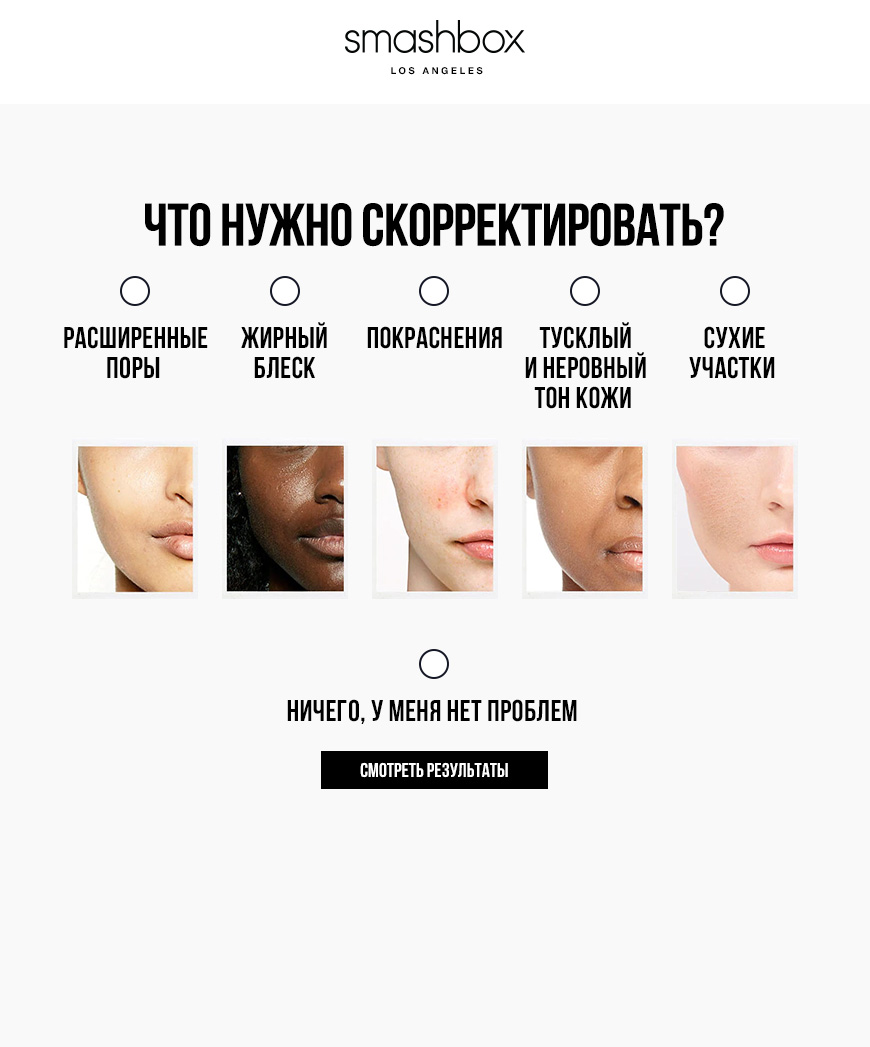 smashbox
LOS ANGELES
ЧТО НУЖНО СКОРРЕКТИРОВАТЬ?
РАСШИРЕННЫЕ
ПОРЫ
ЖИРНЫЙ
БЛЕСК
ПОКРАСНЕНИЯ
ТУСКЛЫЙ
И НЕРОВНЫЙ
ТОН КОЖИ
СУХИЕ
УЧАСТКИ
НИЧЕГО, У МЕНЯ НЕТ ПРОБЛЕМ
СМОТРЕТЬ РЕЗУЛЬТАТЫ